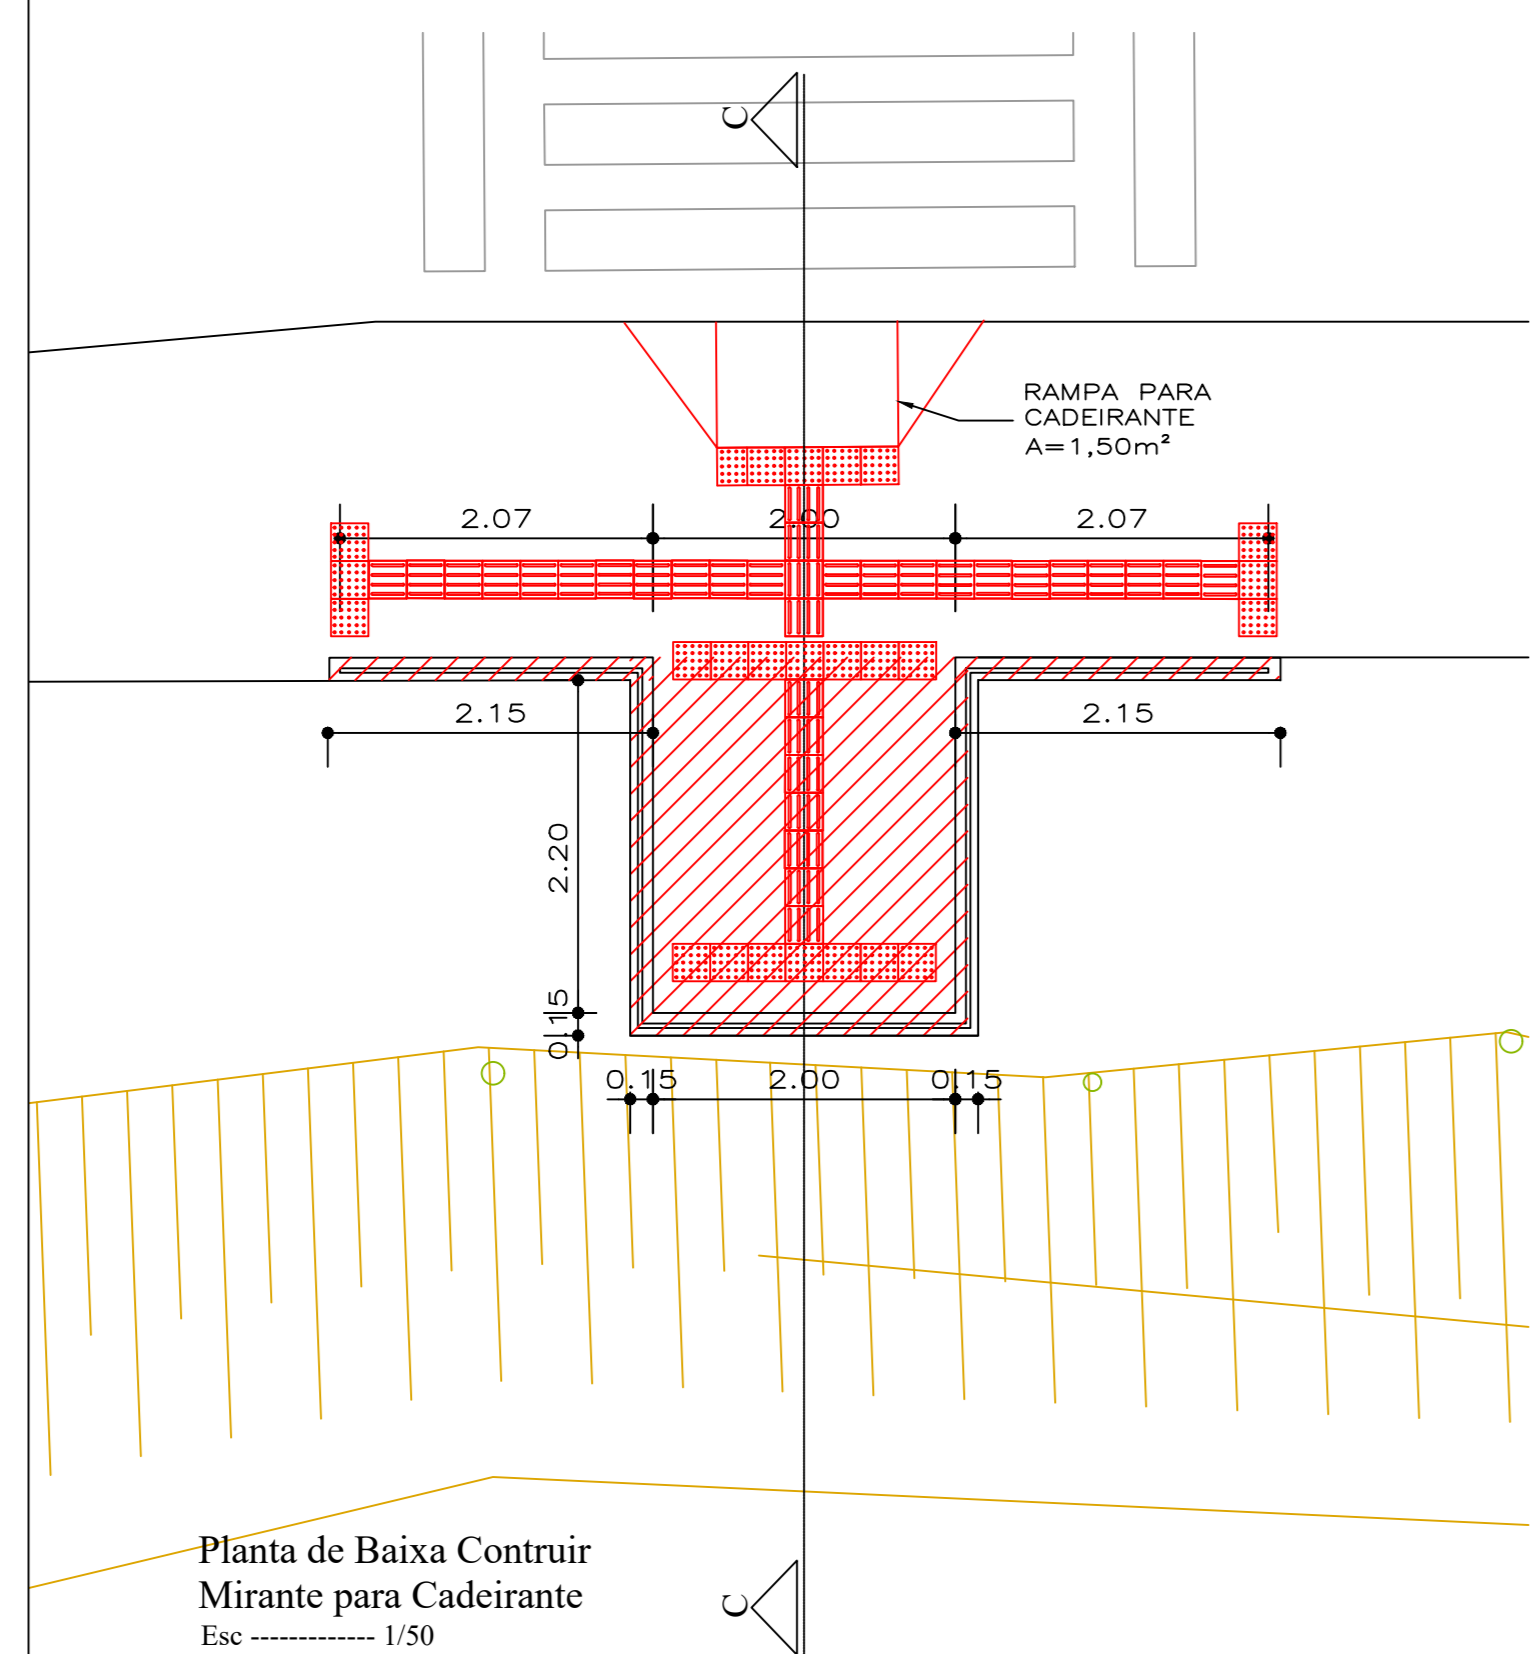 C
RAMPA PARA
CADEIRANTE
A=1,50m²
2.07
2.00
2.07
2.15
2.15
2.20
0.15
0.15
2.00
0.15
Planta de Baixa Contruir
Mirante para Cadeirante
Esc ------------- 1/50
C